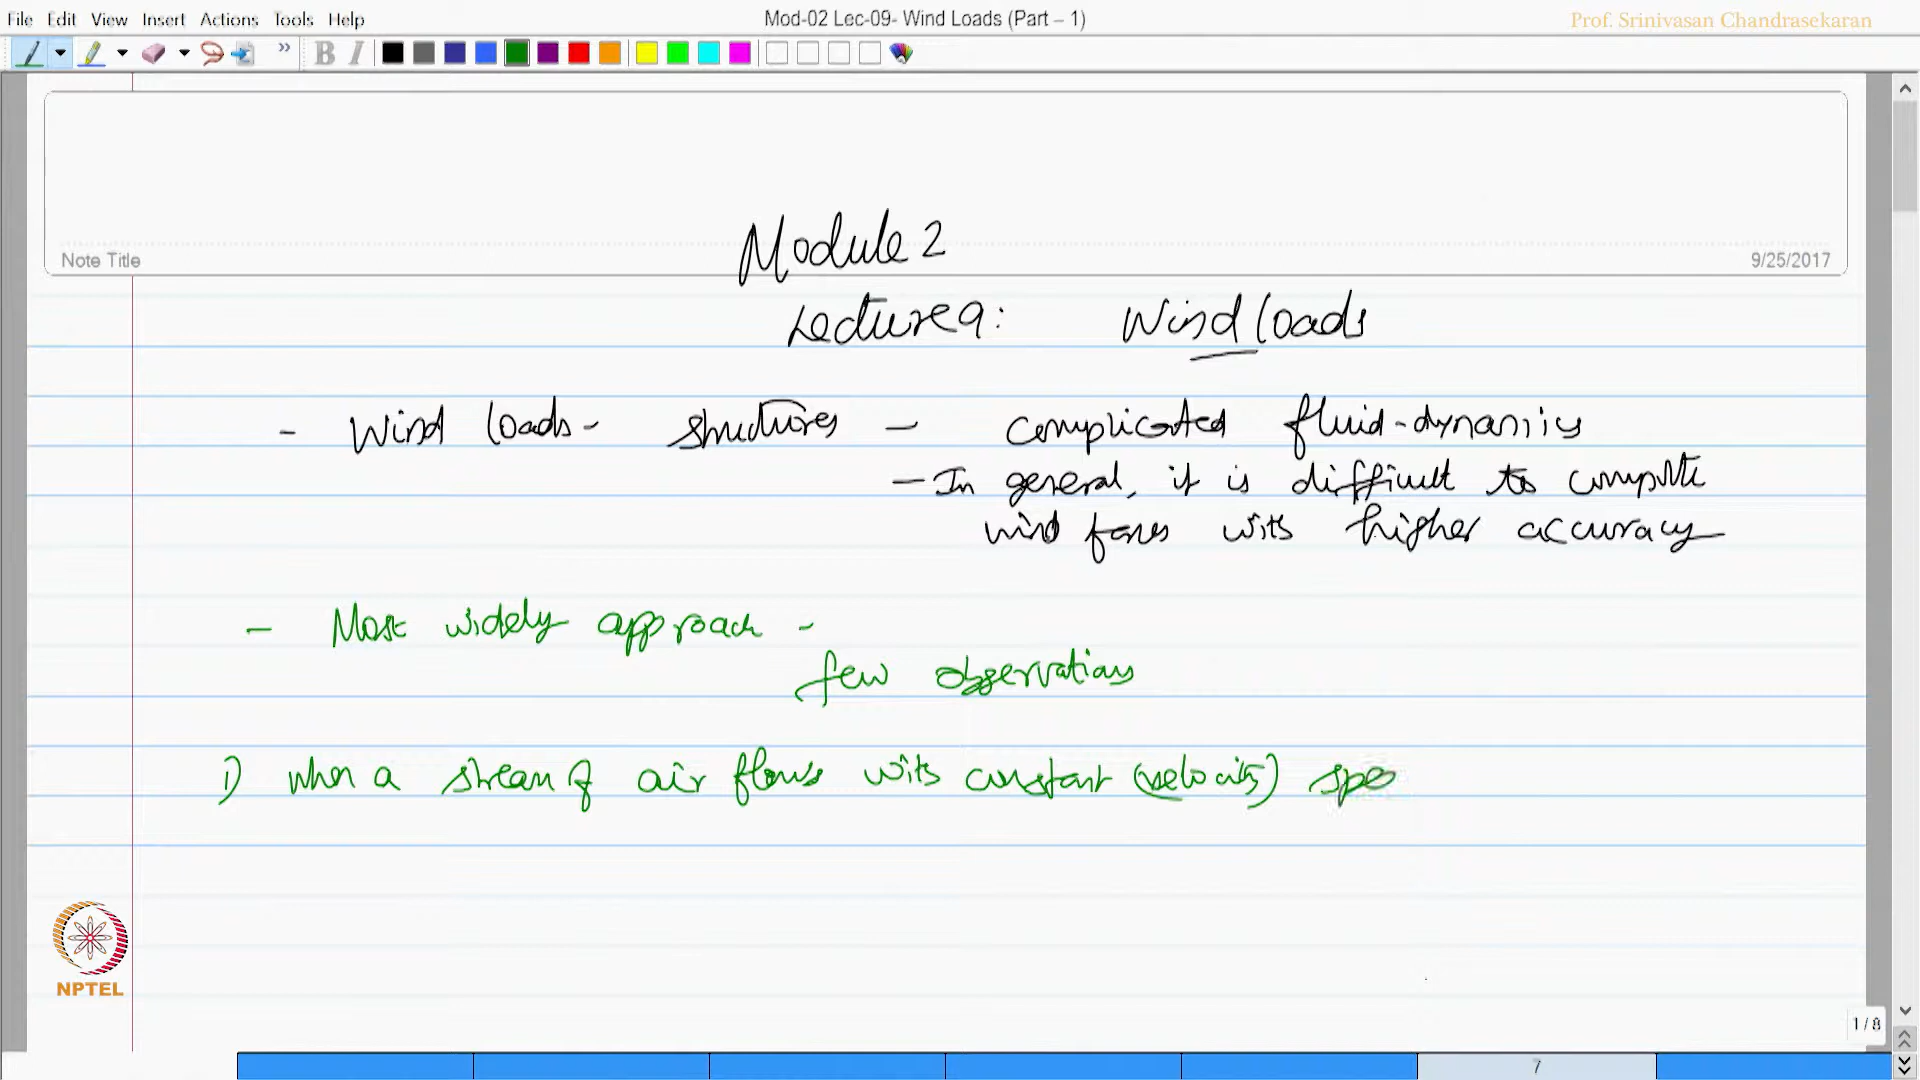 File Edit View Insert Actions Tools Help
Mod-02 Lec-09- Wind Loads (Part – 1)
Prof. Srinivasan Chandrasekaran
B I
Module 2
Note Title
9/25/2017
Lecture 9: Wind loads
- Wind loads - structures - complicated fluid-dynamics
- In general, it is difficult to compute
wind forces with higher accuracy
- Most widely approach -
few observations
1) when a stream of air flows with constant (velocity) spee
NPTEL
1 / 8
7